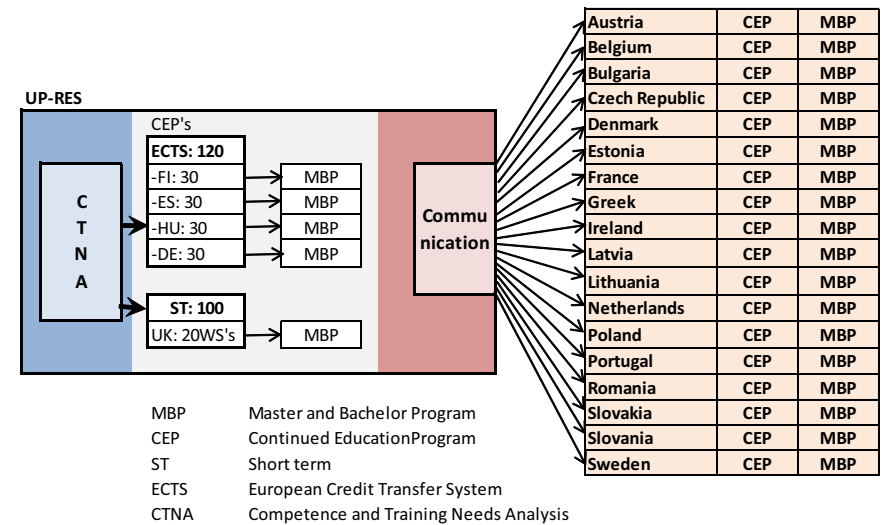 UP-RES
CEP's
ECTS: 120
-FI: 30 MBP
-ES: 30 MBP
-HU: 30 MBP
-DE: 30 MBP
C
T
N
A
ST: 100
UK: 20WS's MBP
Commu
nication
Austria CEP MBP
Belgium CEP MBP
Bulgaria CEP MBP
Czech Republic CEP MBP
Denmark CEP MBP
Estonia CEP MBP
France CEP MBP
Greek CEP MBP
Ireland CEP MBP
Latvia CEP MBP
Lithuania CEP MBP
Netherlands CEP MBP
Poland CEP MBP
Portugal CEP MBP
Romania CEP MBP
Slovakia CEP MBP
Slovania CEP MBP
Sweden CEP MBP
MBP Master and Bachelor Program
CEP Continued EducationProgram
ST Short term
ECTS European Credit Transfer System
CTNA Competence and Training Needs Analysis